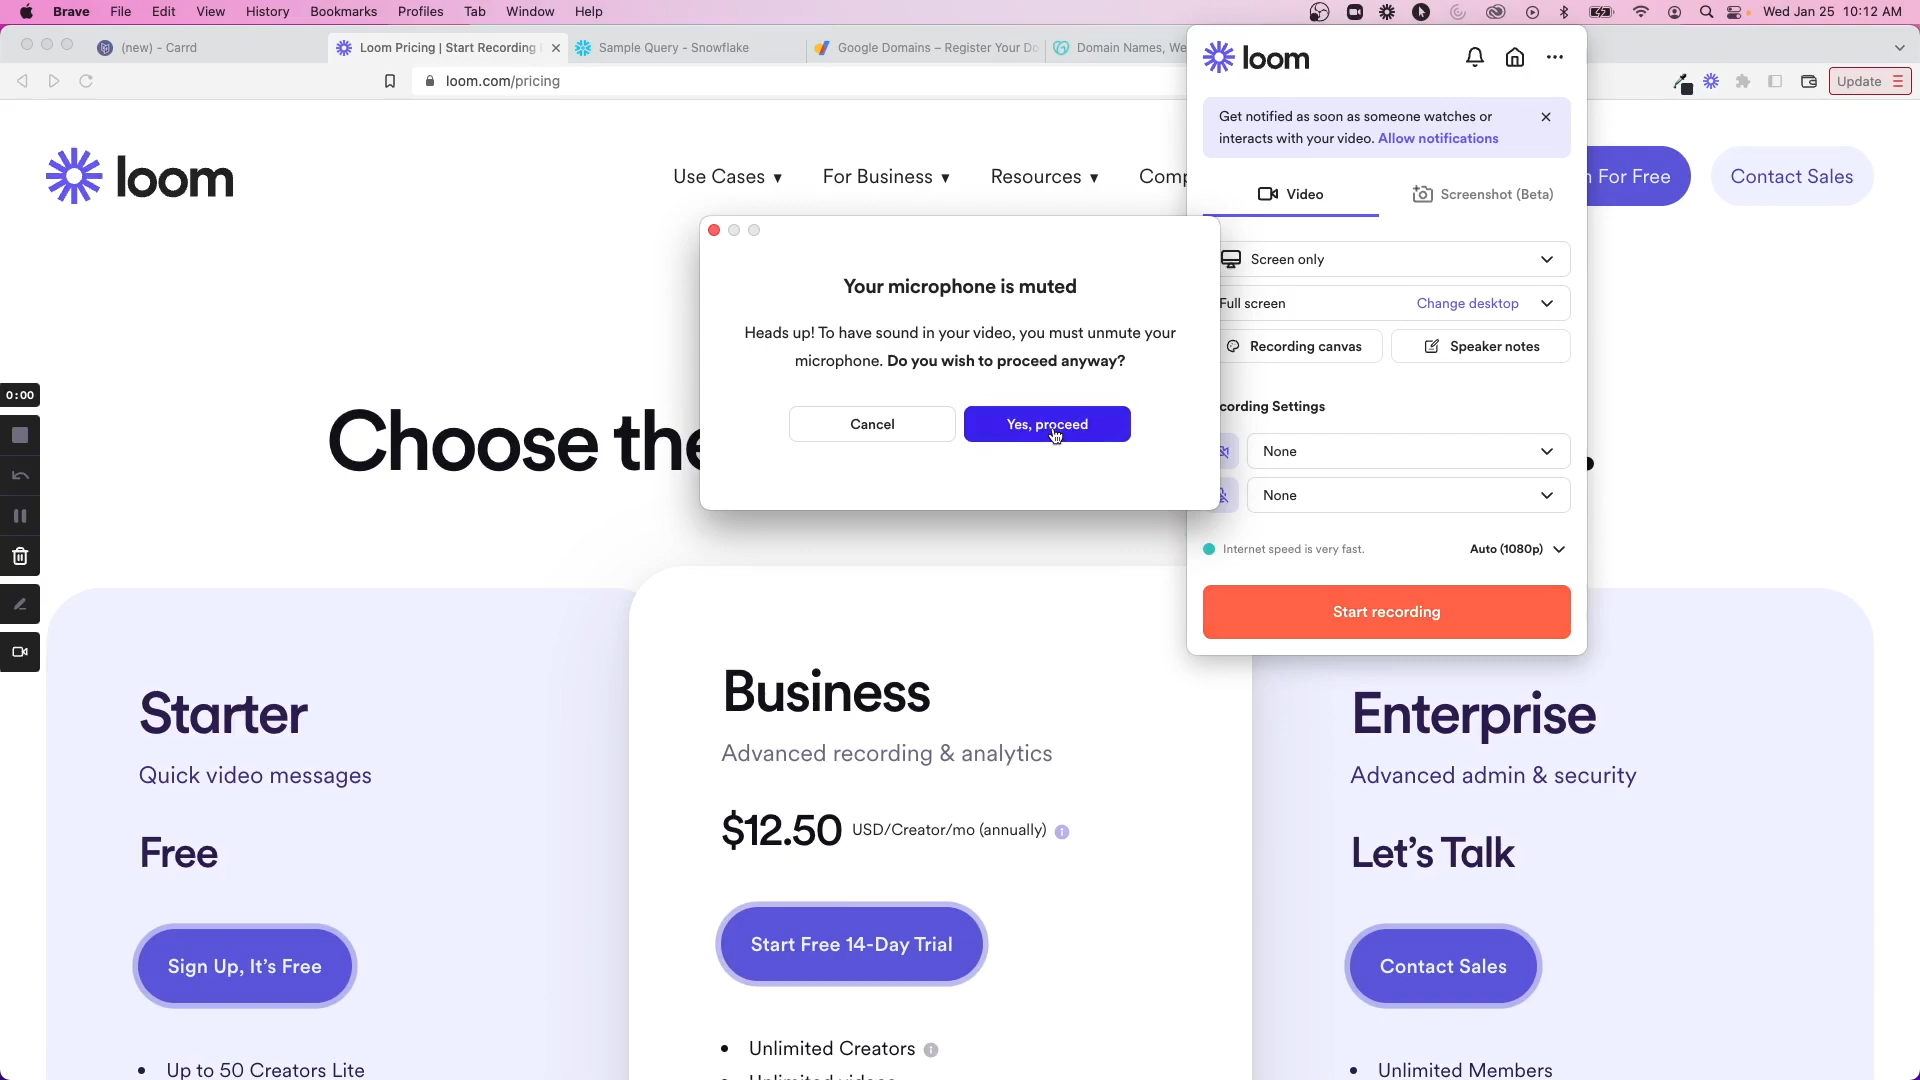 Brave File Edit View History Bookmarks Profiles Tab Window Help Wed Jan 25 10:12 AM
(new) - Carrd
Loom Pricing | Start Recording
Sample Query - Snowflake
Google Domains – Register Your Do
Domain Names, We
loom.com/pricing
Update
loom
Get notified as soon as someone watches or
interacts with your video. Allow notifications
Video
Screenshot (Beta)
loom
Use Cases ▾
For Business ▾
Resources ▾
Comp
For Free
Contact Sales
Screen only
Full screen
Change desktop
Recording canvas
Speaker notes
cording Settings
None
None
Internet speed is very fast.
Auto (1080p)
Start recording
Your microphone is muted
Heads up! To have sound in your video, you must unmute your
microphone. Do you wish to proceed anyway?
Cancel
Yes, proceed
0:00
Choose the
Starter
Quick video messages
Free
Sign Up, It's Free
• Up to 50 Creators Lite
Business
Advanced recording & analytics
$12.50 USD/Creator/mo (annually)
Start Free 14-Day Trial
• Unlimited Creators
• Unlimited videos
Enterprise
Advanced admin & security
Let's Talk
Contact Sales
• Unlimited Members